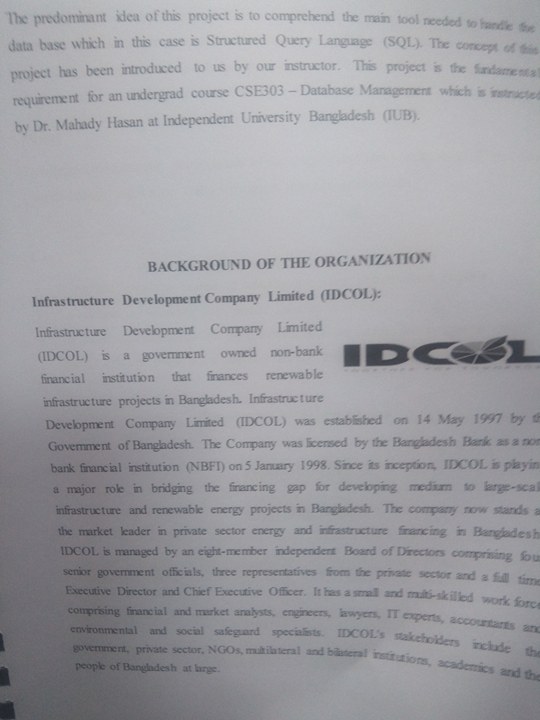 The predominant idea of this project is to comprehend the main tool needed to handle the
data base which in this case is Structured Query Language (SQL). The concept of this
project has been introduced to us by our instructor. This project is the fundamental
requirement for an undergrad course CSE303 – Database Management which is instructed
by Dr. Mahady Hasan at Independent University Bangladesh (IUB).
BACKGROUND OF THE ORGANIZATION
Infrastructure Development Company Limited (IDCOL):
Infrastructure Development Company Limited
(IDCOL) is a government owned non-bank
financial institution that finances renewable
infrastructure projects in Bangladesh. Infrastructure
IDCOL
Development Company Limited (IDCOL) was established on 14 May 1997 by th
Government of Bangladesh. The Company was licensed by the Bangladesh Bank as a non
bank financial institution (NBFI) on 5 January 1998. Since its inception, IDCOL is playin
a major role in bridging the financing gap for developing medium to large-scal
infrastructure and renewable energy projects in Bangladesh. The company now stands a
the market leader in private sector energy and infrastructure financing in Bangladesh
IDCOL is managed by an eight-member independent Board of Directors comprising fou
senior government officials, three representatives from the private sector and a full time
Executive Director and Chief Executive Officer. It has a small and multi-skilled work force
comprising financial and market analysts, engineers, lawyers, IT experts, accountants and
environmental and social safeguard specialists. IDCOL's stakeholders include the
government, private sector, NGOs, multilateral and bilateral institutions, academics and the
people of Bangladesh at large.